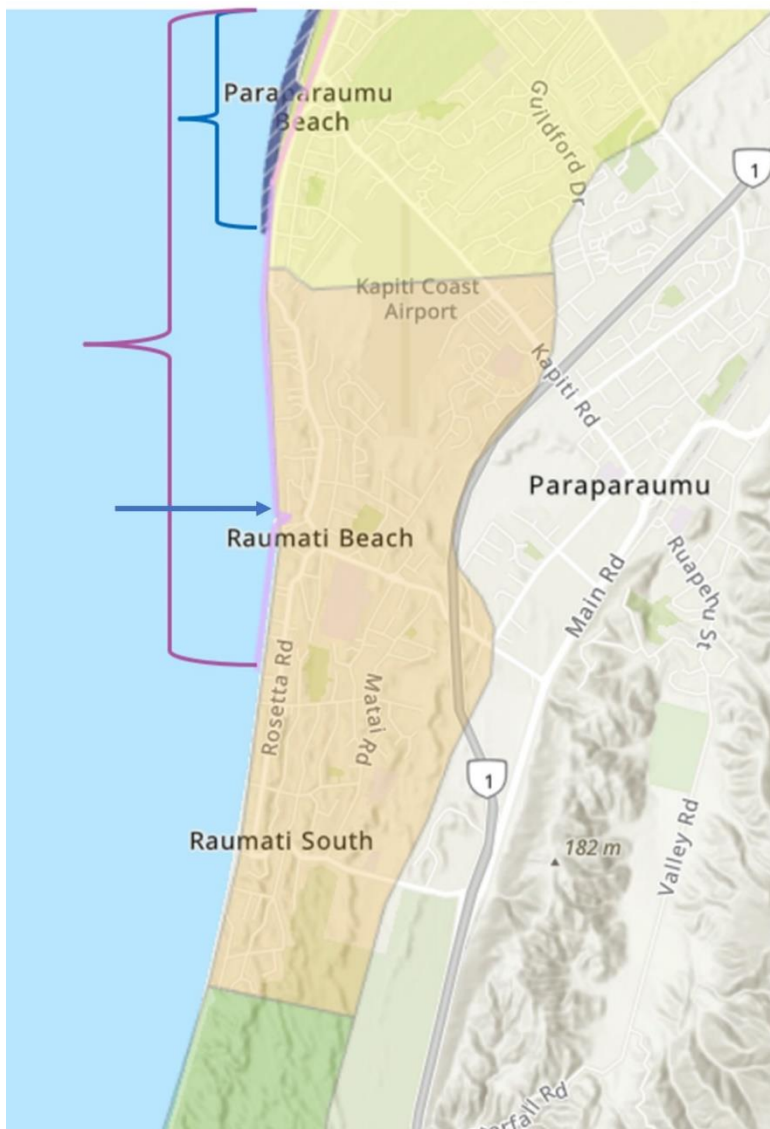 Paraparaumu
Beach
Guildford Dr
1
Kapiti Coast
Airport
Kapiti Rd
Paraparaumu
Raumati Beach
Main Rd
Ruapehu St
Rosetta Rd
Matai Rd
1
Raumati South
182 m
Valley Rd
Rd